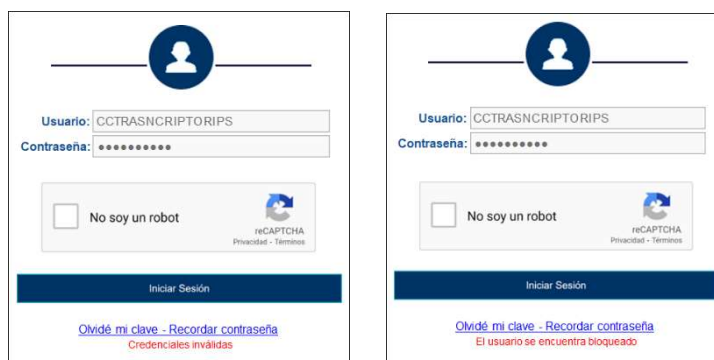 Usuario: CCTRASNCRIPTORIPS
Contraseña: ••••••••••
No soy un robot
reCAPTCHA
Privacidad - Términos
Iniciar Sesión
Olvidé mi clave - Recordar contraseña
Credenciales inválidas
Usuario: CCTRASNCRIPTORIPS
Contraseña: ••••••••••
No soy un robot
reCAPTCHA
Privacidad - Términos
Iniciar Sesión
Olvidé mi clave - Recordar contraseña
El usuario se encuentra bloqueado